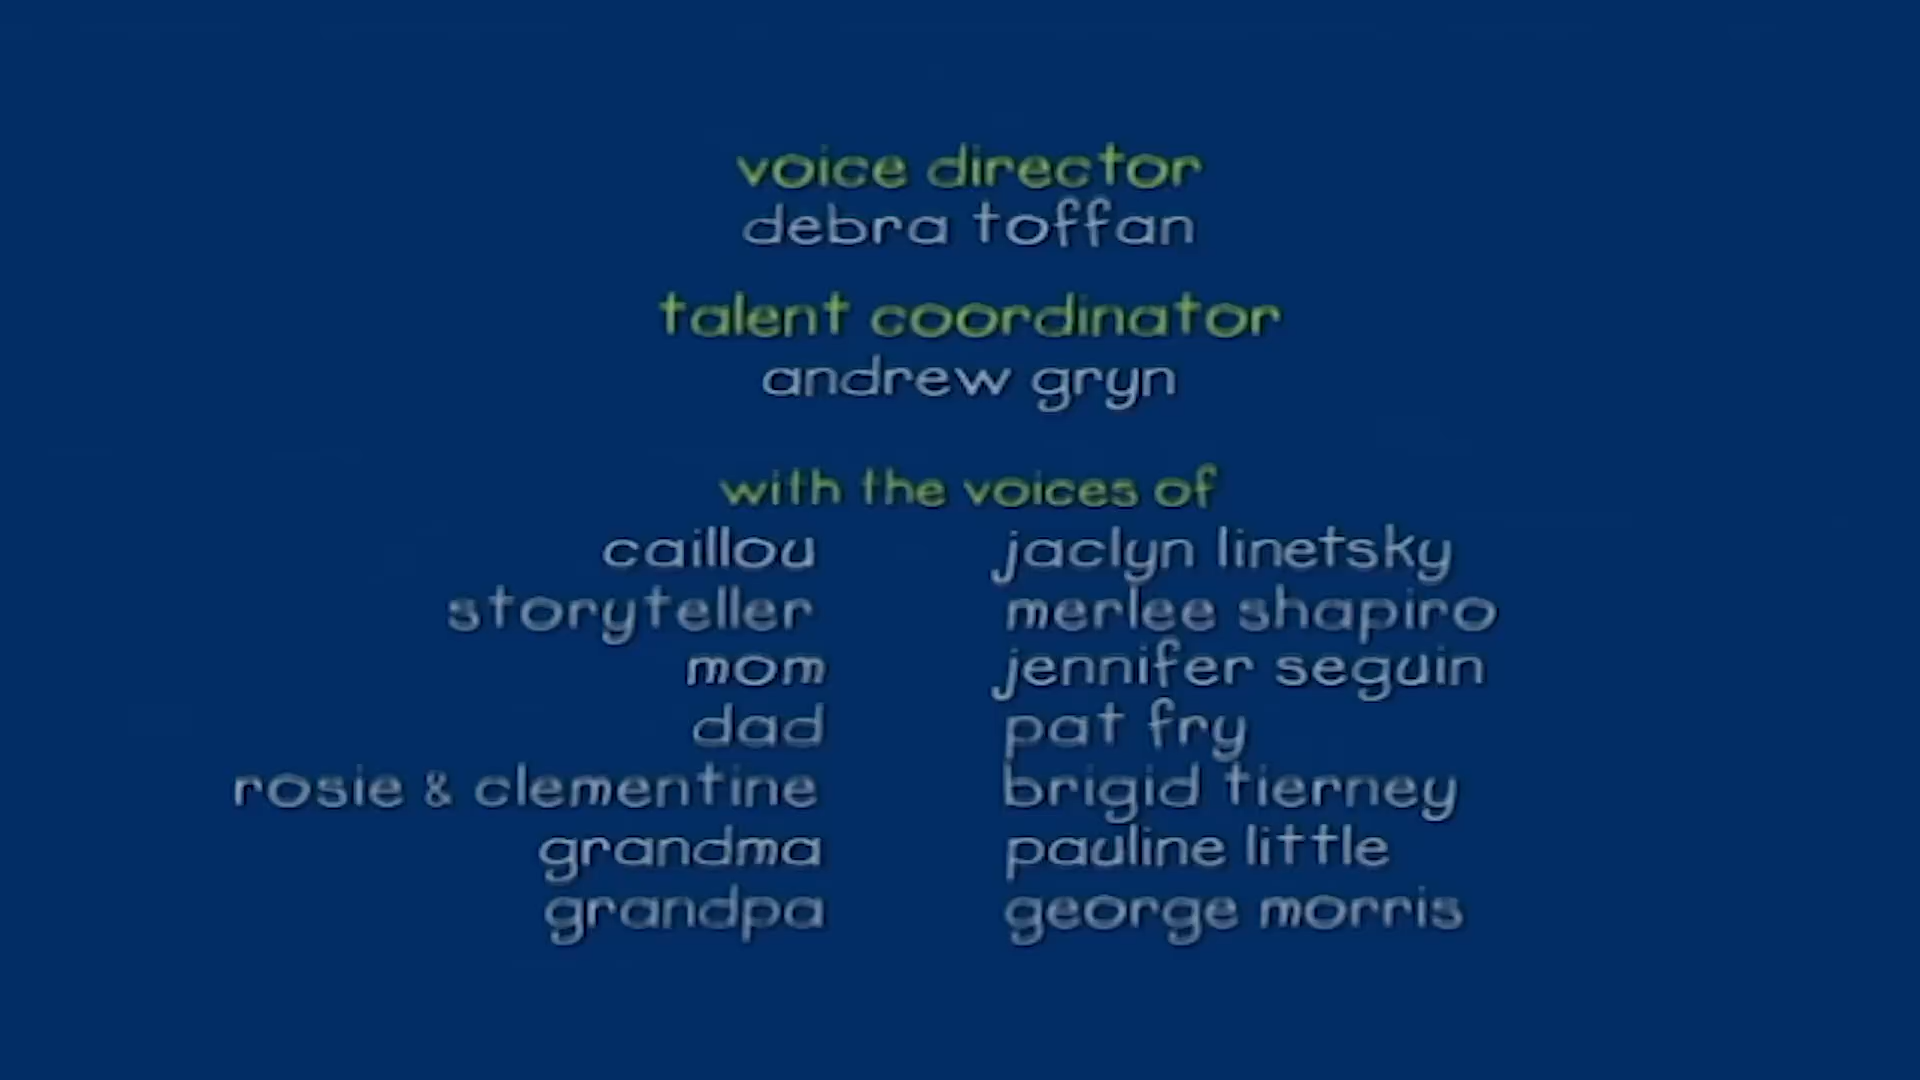 voice director
debra toffan
talent coordinator
andrew gryn
with the voices of
caillou jaclyn linetsky
storyteller merlee shapiro
mom jennifer seguin
dad pat fry
rosie & clementine brigid tierney
grandma pauline little
grandpa george morris